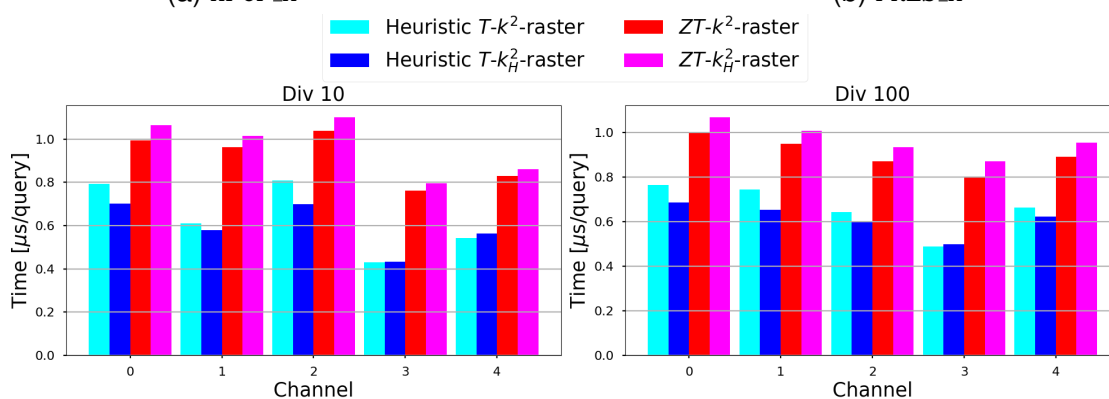 Heuristic T-k²-raster
ZT-k²-raster
Heuristic T-k²_H-raster
ZT-k²_H-raster
Div 10
Div 100
Time [μs/query]
1.0
0.8
0.6
0.4
0.2
0.0
0 1 2 3 4
Channel
Time [μs/query]
1.0
0.8
0.6
0.4
0.2
0.0
0 1 2 3 4
Channel